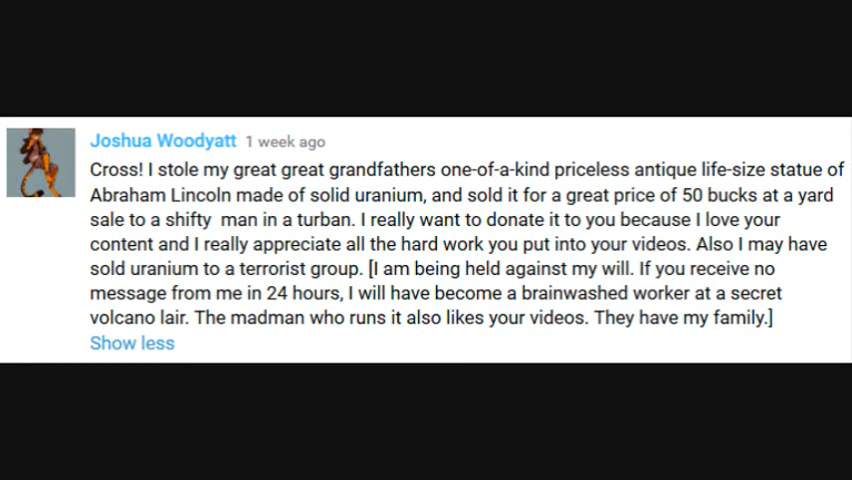 Joshua Woodyatt 1 week ago
Cross! I stole my great great grandfathers one-of-a-kind priceless antique life-size statue of
Abraham Lincoln made of solid uranium, and sold it for a great price of 50 bucks at a yard
sale to a shifty  man in a turban. I really want to donate it to you because I love your
content and I really appreciate all the hard work you put into your videos. Also I may have
sold uranium to a terrorist group. [I am being held against my will. If you receive no
message from me in 24 hours, I will have become a brainwashed worker at a secret
volcano lair. The madman who runs it also likes your videos. They have my family.]
Show less